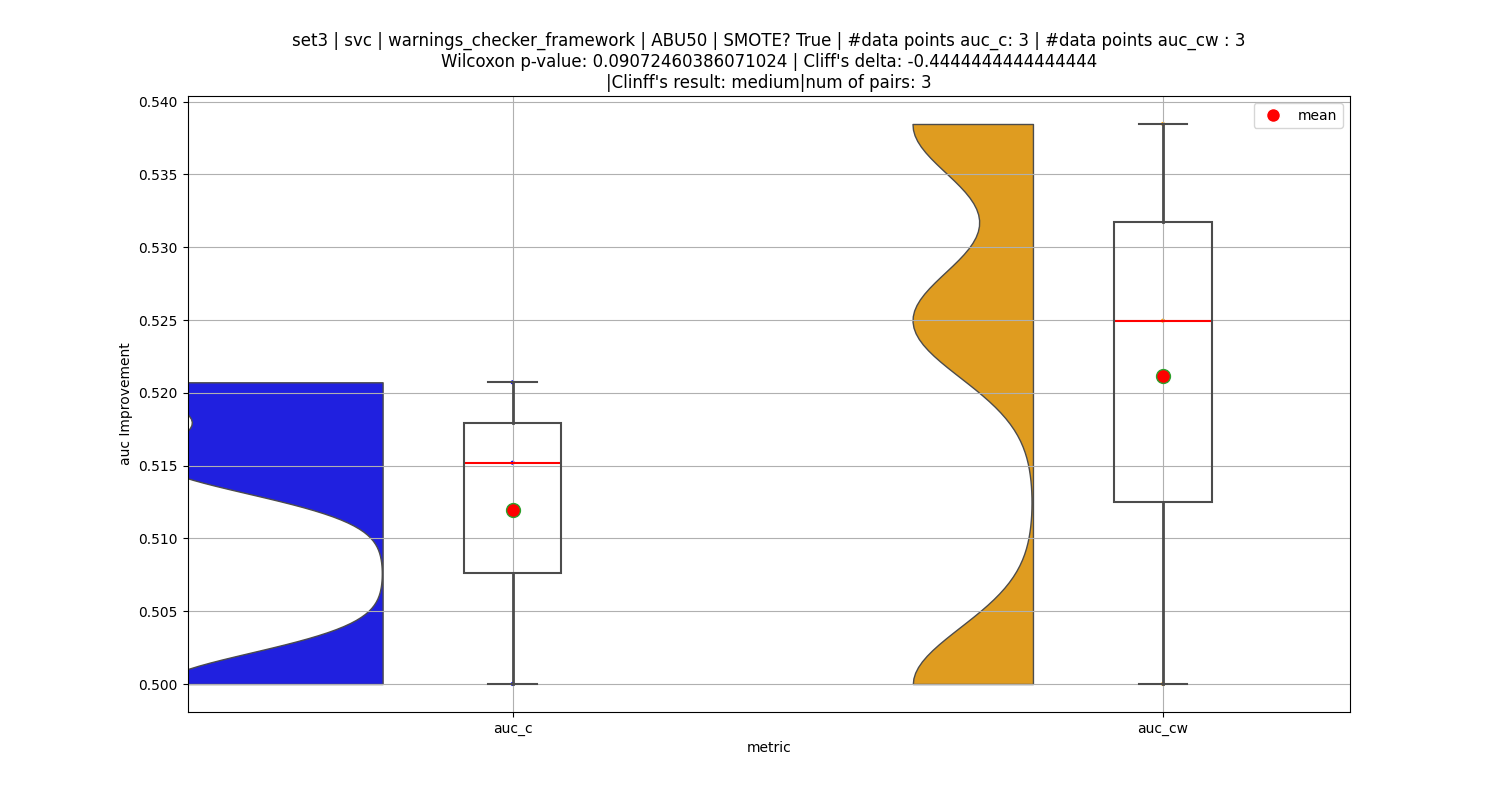 set3 | svc | warnings_checker_framework | ABU50 | SMOTE? True | #data points auc_c: 3 | #data points auc_cw : 3
Wilcoxon p-value: 0.09072460386071024 | Cliff's delta: -0.4444444444444444
|Clinff's result: medium|num of pairs: 3
mean
0.540
0.535
0.530
0.525
0.520
0.515
0.510
0.505
0.500
auc Improvement
auc_c
auc_cw
metric